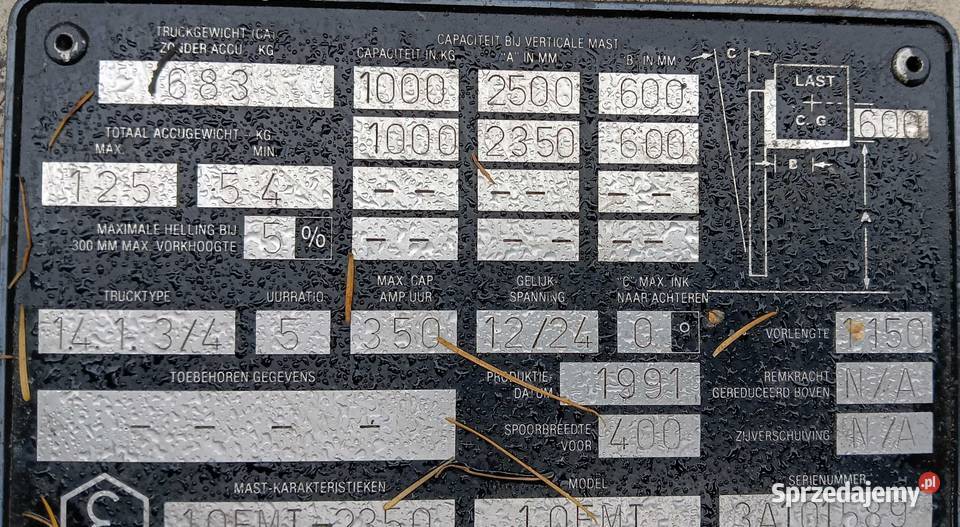 TRUCKGEWICHT (CA)
ZONDER ACCU KG
683
CAPACITEIT BIJ VERTICALE MAST
CAPACITEIT IN KG "A" IN MM "B" IN MM
1000 2500 600
1000 2350 600
-- -- --
-- -- --
C
LAST
C.G
600
B
A
TOTAAL ACCUGEWICHT KG
MAX. MIN.
125 54
MAXIMALE HELLING BIJ
300 MM MAX. VORKHOOGTE
5 %
TRUCKTYPE
14 1. 3/4
UURRATIO
5
MAX. CAP
AMP. UUR
350
GELIJK-
SPANNING
12/24
"C" MAX. INK
NAAR ACHTEREN
0 °
VORLENGTE
1150
TOEBEHOREN GEGEVENS
- - - -
PRODUKTIE-
DATUM
1991
REMKRACHT
GEREDUCEERD BOVEN
N/A
SPOORBREEDTE
VOOR
400
ZIJVERSCHUIVING
N/A
MAST-KARAKTERISTIEKEN
MODEL
SERIENUMMER
Sprzedajemy.pl